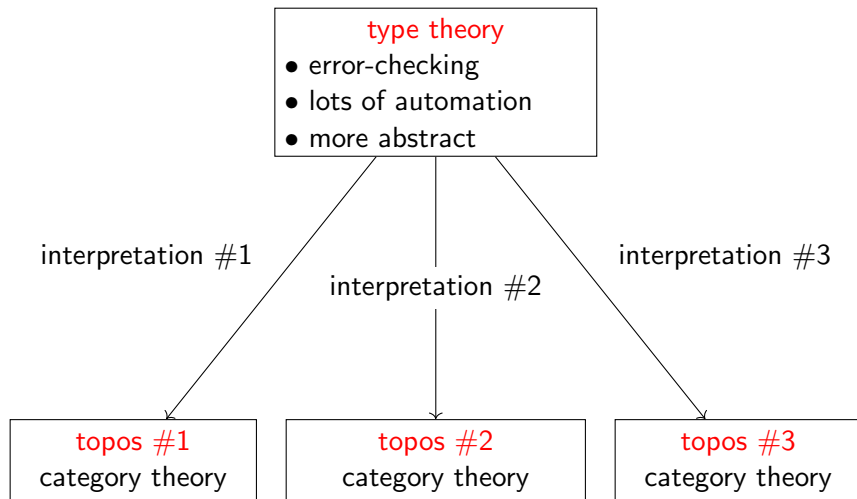 type theory
• error-checking
• lots of automation
• more abstract
interpretation #1
interpretation #2
interpretation #3
topos #1
category theory
topos #2
category theory
topos #3
category theory